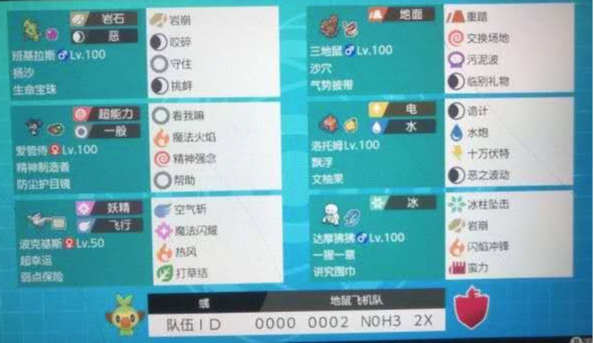 班基拉斯♂Lv.100
岩石
恶
扬沙
生命宝珠
岩崩
咬碎
守住
挑衅
三地鼠♂Lv.100
地面
沙穴
气势披带
重踏
交换场地
污泥波
临别礼物
爱管侍♀Lv.100
超能力
一般
精神制造者
防尘护目镜
看我嘛
魔法火焰
精神强念
帮助
洛托姆 Lv.100
电
水
飘浮
文柚果
诡计
水炮
十万伏特
恶之波动
波克基斯♀Lv.50
妖精
飞行
超幸运
弱点保险
空气斩
魔法闪耀
热风
打草结
达摩狒狒♂Lv.100
冰
一猩一意
讲究围巾
冰柱坠击
岩崩
闪焰冲锋
蛮力
地鼠飞机队
队伍ＩＤ 0000 0002 N0H3 2X